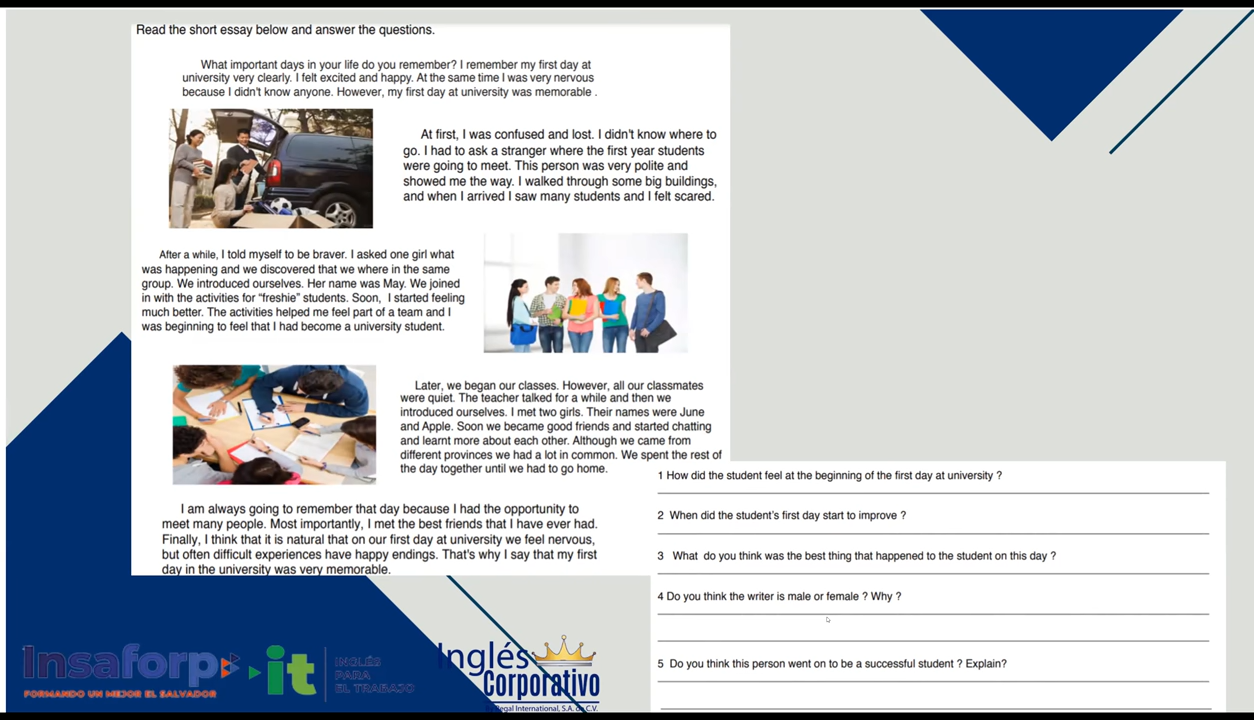 Read the short essay below and answer the questions.
What important days in your life do you remember? I remember my first day at
university very clearly. I felt excited and happy. At the same time I was very nervous
because I didn't know anyone. However, my first day at university was memorable .
At first, I was confused and lost. I didn't know where to
go. I had to ask a stranger where the first year students
were going to meet. This person was very polite and
showed me the way. I walked through some big buildings,
and when I arrived I saw many students and I felt scared.
After a while, I told myself to be braver. I asked one girl what
was happening and we discovered that we where in the same
group. We introduced ourselves. Her name was May. We joined
in with the activities for “freshie” students. Soon, I started feeling
much better. The activities helped me feel part of a team and I
was beginning to feel that I had become a university student.
Later, we began our classes. However, all our classmates
were quiet. The teacher talked for a while and then we
introduced ourselves. I met two girls. Their names were June
and Apple. Soon we became good friends and started chatting
and learnt more about each other. Although we came from
different provinces we had a lot in common. We spent the rest of
the day together until we had to go home.
I am always going to remember that day because I had the opportunity to
meet many people. Most importantly, I met the best friends that I have ever had.
Finally, I think that it is natural that on our first day at university we feel nervous,
but often difficult experiences have happy endings. That's why I say that my first
day in the university was very memorable.
1 How did the student feel at the beginning of the first day at university ?
2 When did the student's first day start to improve ?
3 What do you think was the best thing that happened to the student on this day ?
4 Do you think the writer is male or female ? Why ?
5 Do you think this person went on to be a successful student ? Explain?
Insaforp
FORMANDO UN MEJOR EL SALVADOR
it
INGLÉS
PARA
EL TRABAJO
Inglés
Corporativo
legal International, S.A. de C.V.